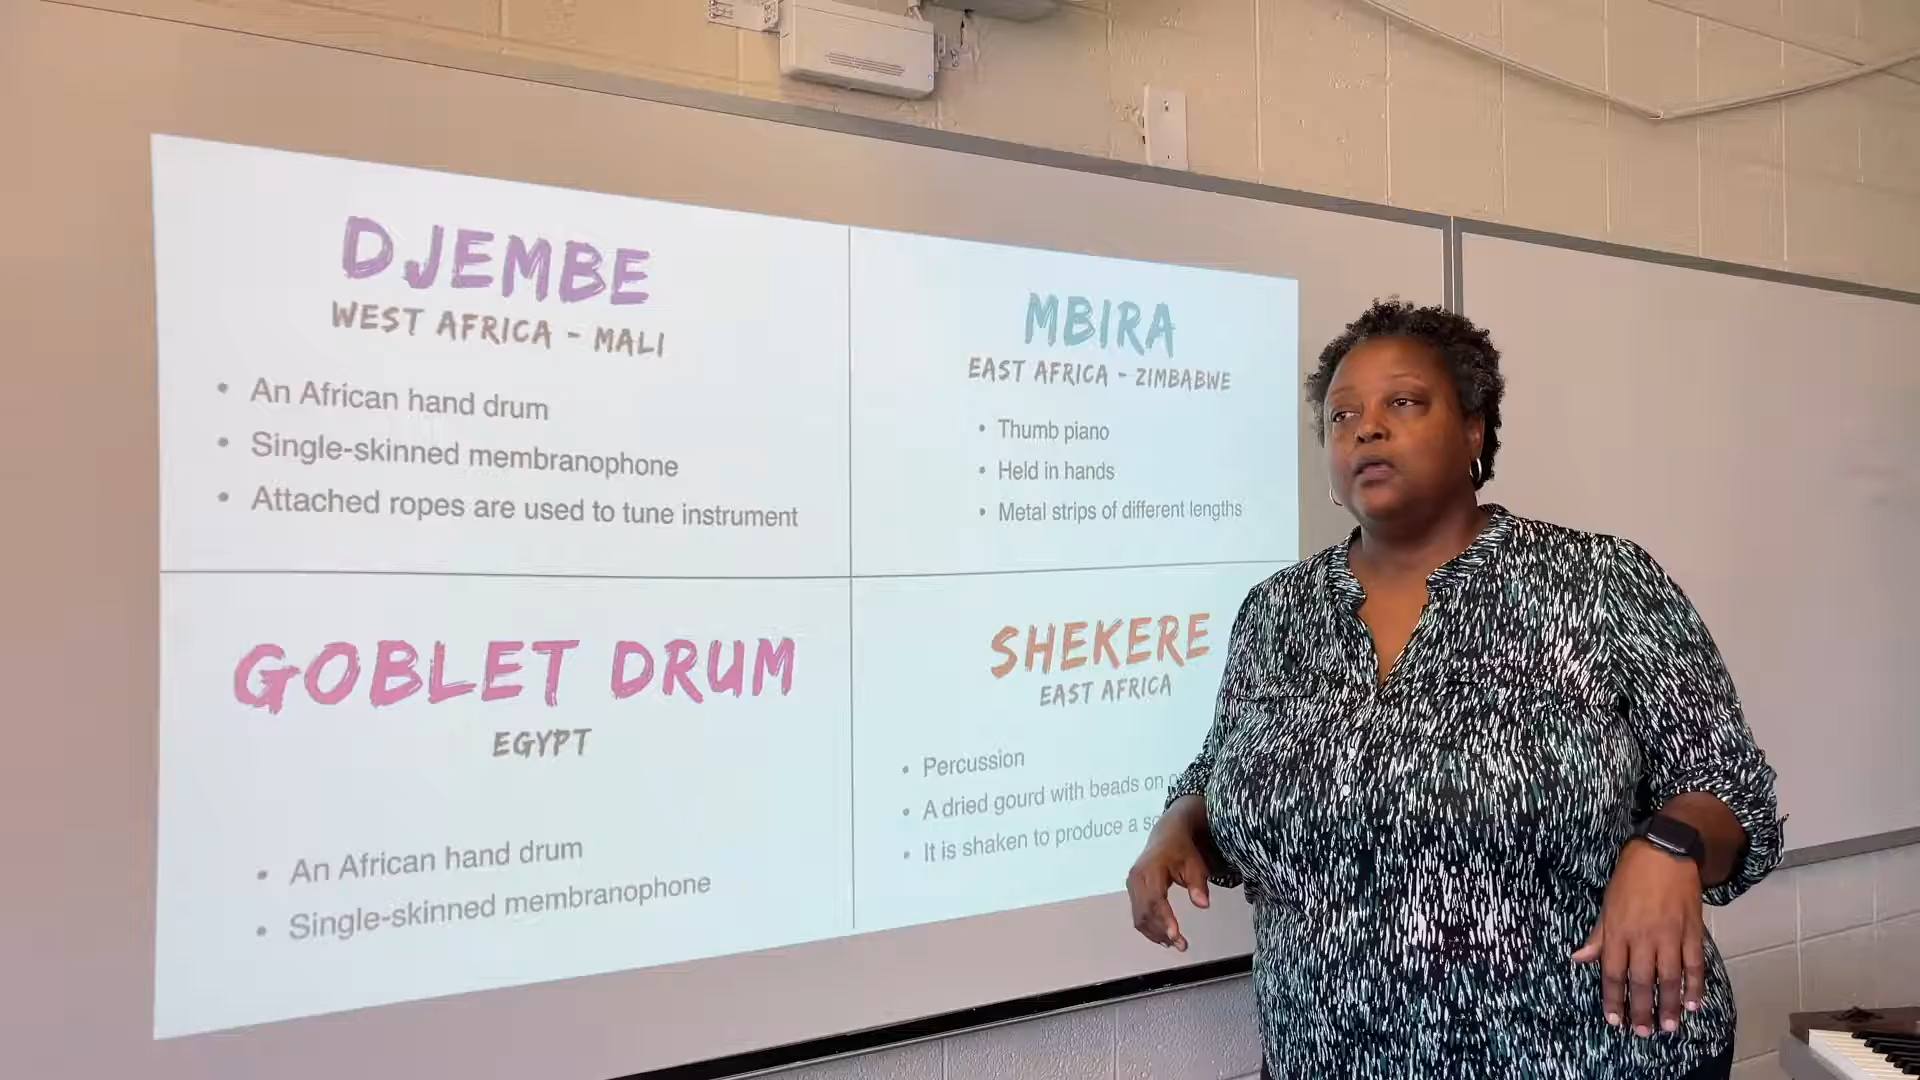 DJEMBE
WEST AFRICA - MALI
• An African hand drum
• Single-skinned membranophone
• Attached ropes are used to tune instrument
MBIRA
EAST AFRICA - ZIMBABWE
• Thumb piano
• Held in hands
• Metal strips of different lengths
GOBLET DRUM
EGYPT
• An African hand drum
• Single-skinned membranophone
SHEKERE
EAST AFRICA
• Percussion
• A dried gourd with beads on
• It is shaken to produce a